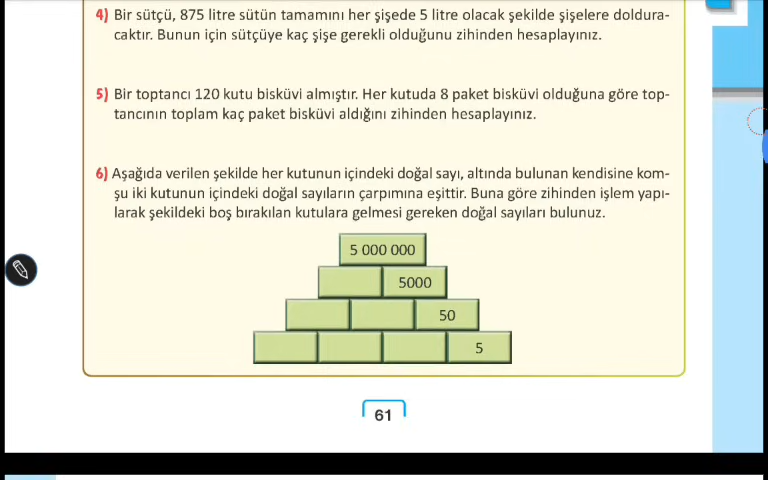 4) Bir sütçü, 875 litre sütün tamamını her şişede 5 litre olacak şekilde şişelere doldura-
caktır. Bunun için sütçüye kaç şişe gerekli olduğunu zihinden hesaplayınız.
5) Bir toptancı 120 kutu bisküvi almıştır. Her kutuda 8 paket bisküvi olduğuna göre top-
tancının toplam kaç paket bisküvi aldığını zihinden hesaplayınız.
6) Aşağıda verilen şekilde her kutunun içindeki doğal sayı, altında bulunan kendisine kom-
şu iki kutunun içindeki doğal sayıların çarpımına eşittir. Buna göre zihinden işlem yapı-
larak şekildeki boş bırakılan kutulara gelmesi gereken doğal sayıları bulunuz.
5 000 000
5000
50
5
61